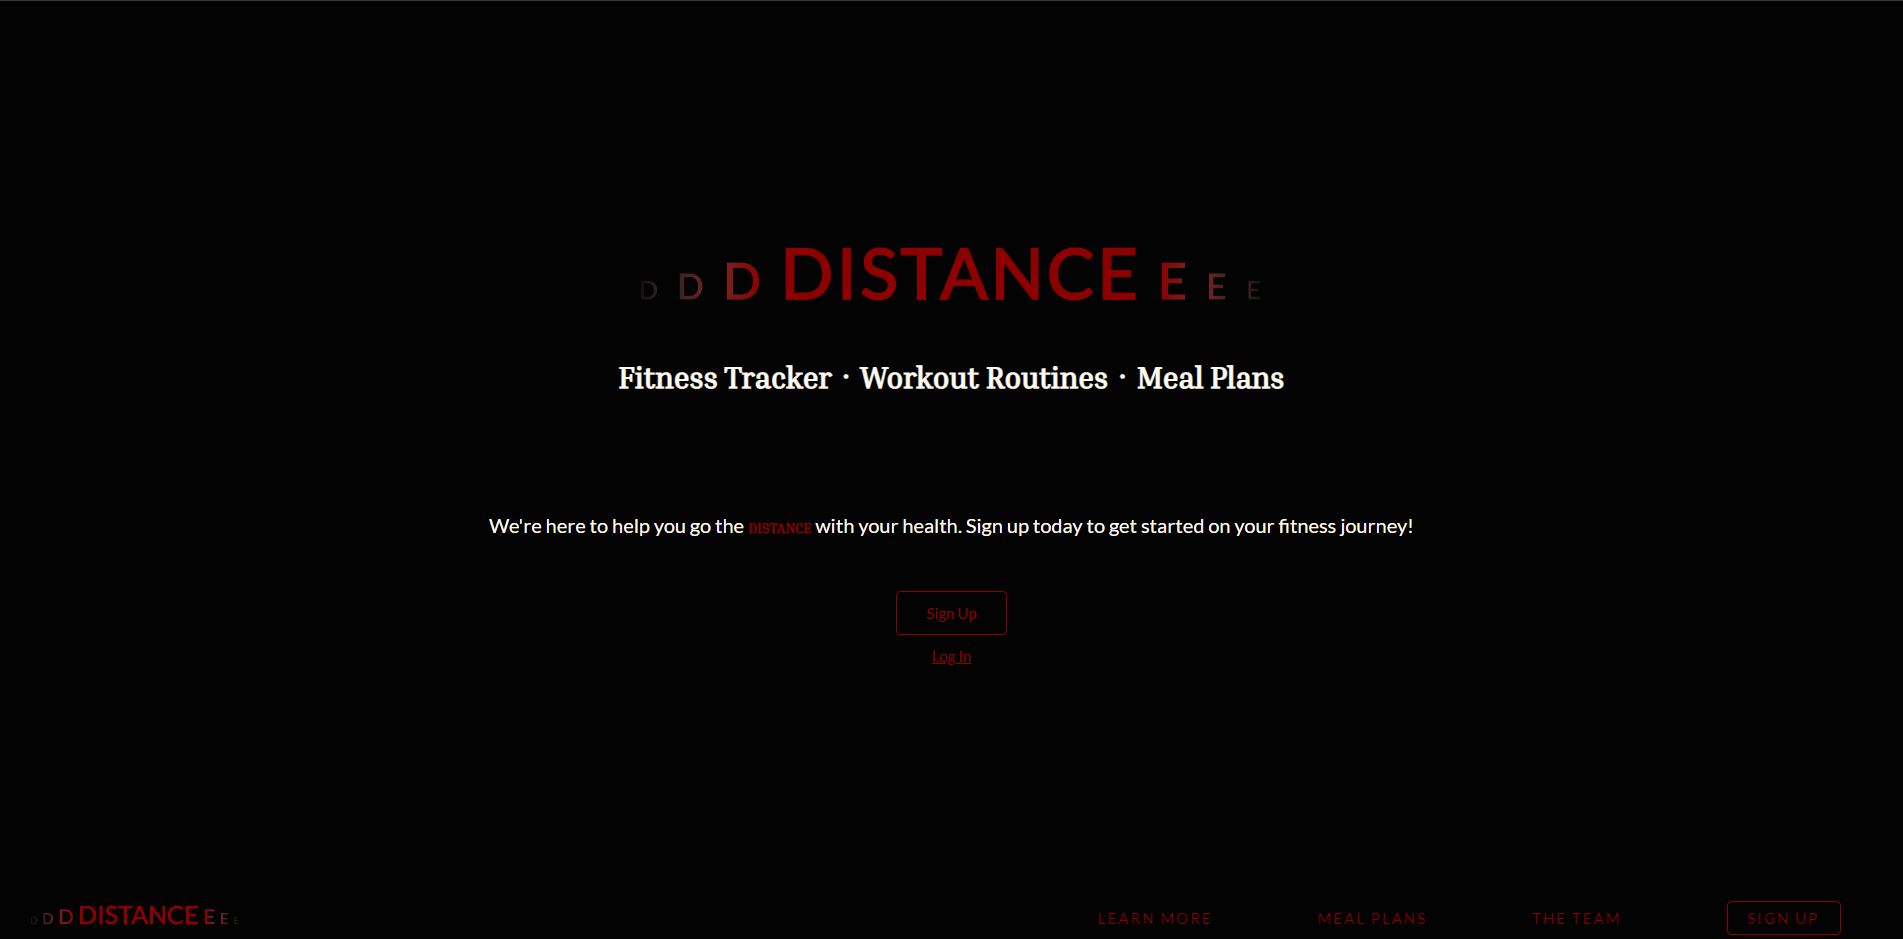 D D D DISTANCE E E E
Fitness Tracker · Workout Routines · Meal Plans
We're here to help you go the DISTANCE with your health. Sign up today to get started on your fitness journey!
Sign Up
Log In
D D D DISTANCE E E E
LEARN MORE
MEAL PLANS
THE TEAM
SIGN UP